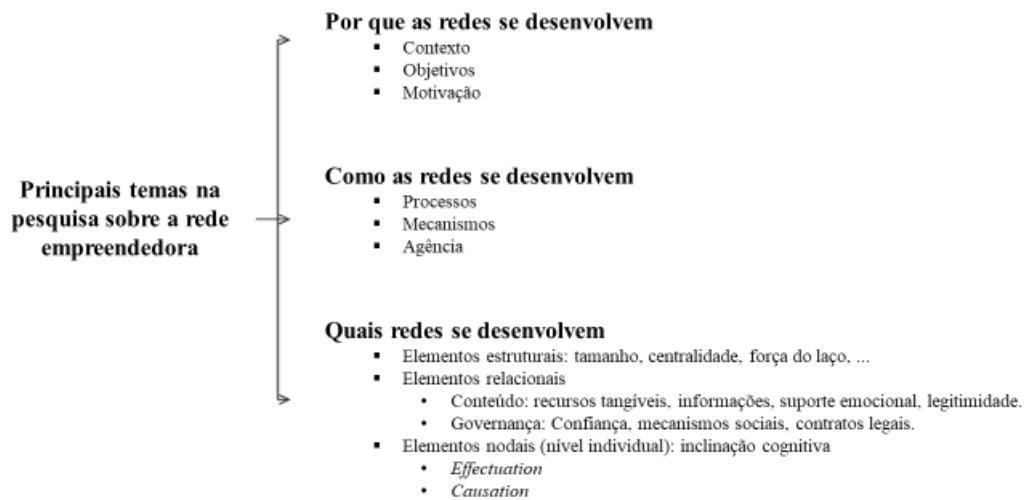 Principais temas na
pesquisa sobre a rede
empreendedora
Por que as redes se desenvolvem
▪ Contexto
▪ Objetivos
▪ Motivação
Como as redes se desenvolvem
▪ Processos
▪ Mecanismos
▪ Agência
Quais redes se desenvolvem
▪ Elementos estruturais: tamanho, centralidade, força do laço, ...
▪ Elementos relacionais
• Conteúdo: recursos tangíveis, informações, suporte emocional, legitimidade.
• Governança: Confiança, mecanismos sociais, contratos legais.
▪ Elementos nodais (nível individual): inclinação cognitiva
• Effectuation
• Causation